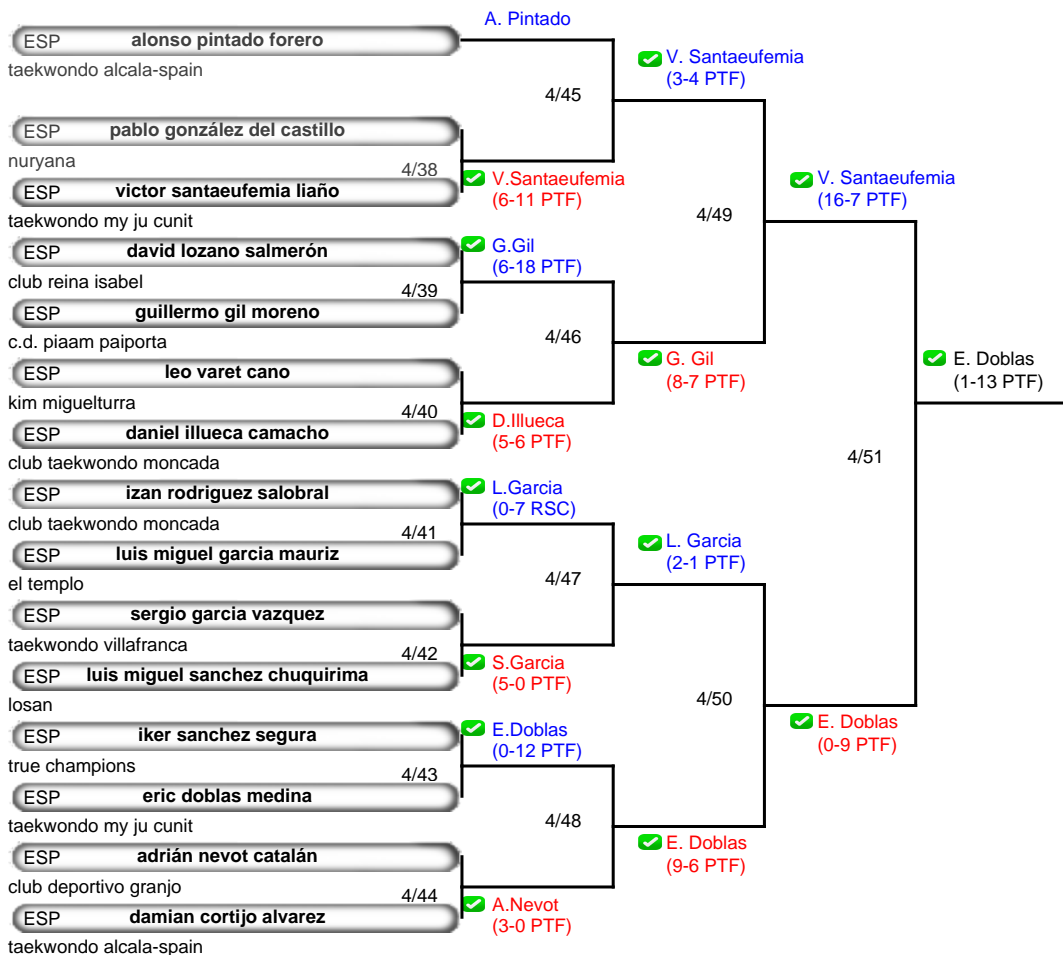 A. Pintado
ESP alonso pintado forero
taekwondo alcala-spain
V. Santaeufemia
(3-4 PTF)
4/45
ESP pablo gonzález del castillo
nuryana
4/38
V.Santaeufemia
(6-11 PTF)
ESP victor santaeufemia liaño
taekwondo my ju cunit
V. Santaeufemia
(16-7 PTF)
4/49
ESP david lozano salmerón
club reina isabel
4/39
G.Gil
(6-18 PTF)
ESP guillermo gil moreno
c.d. piaam paiporta
4/46
G. Gil
(8-7 PTF)
ESP leo varet cano
kim miguelturra
4/40
D.Illueca
(5-6 PTF)
ESP daniel illueca camacho
club taekwondo moncada
E. Doblas
(1-13 PTF)
4/51
ESP izan rodriguez salobral
club taekwondo moncada
4/41
L.Garcia
(0-7 RSC)
ESP luis miguel garcia mauriz
el templo
L. Garcia
(2-1 PTF)
4/47
ESP sergio garcia vazquez
taekwondo villafranca
4/42
S.Garcia
(5-0 PTF)
ESP luis miguel sanchez chuquirima
losan
4/50
E. Doblas
(0-9 PTF)
ESP iker sanchez segura
true champions
4/43
E.Doblas
(0-12 PTF)
ESP eric doblas medina
taekwondo my ju cunit
4/48
E. Doblas
(9-6 PTF)
ESP adrián nevot catalán
club deportivo granjo
4/44
A.Nevot
(3-0 PTF)
ESP damian cortijo alvarez
taekwondo alcala-spain